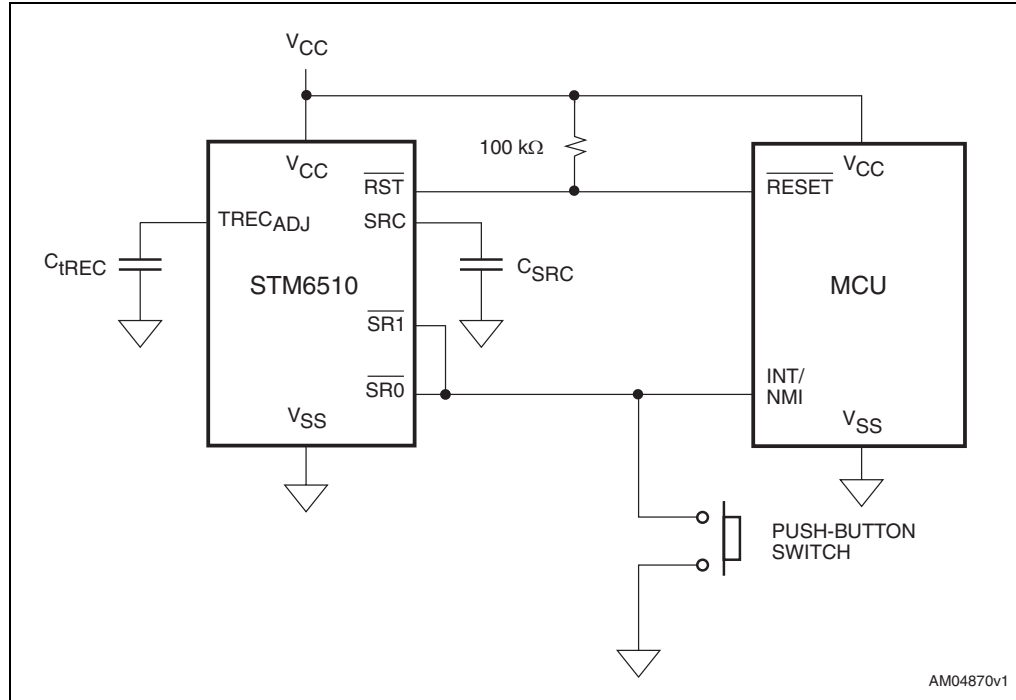 VCC
100 kΩ
VCC
RST
SRC
TRECADJ
CtREC
STM6510
CSRC
SR1
SR0
VSS
VCC
RESET
MCU
INT/
NMI
VSS
PUSH-BUTTON
SWITCH
AM04870v1